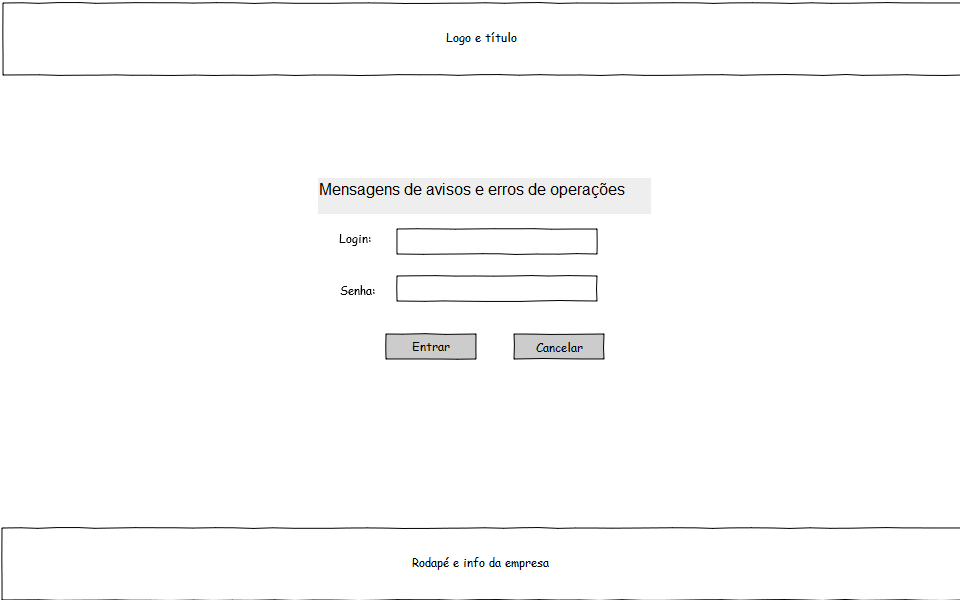 Logo e título
Mensagens de avisos e erros de operações
Login:
Senha:
Entrar
Cancelar
Rodapé e info da empresa